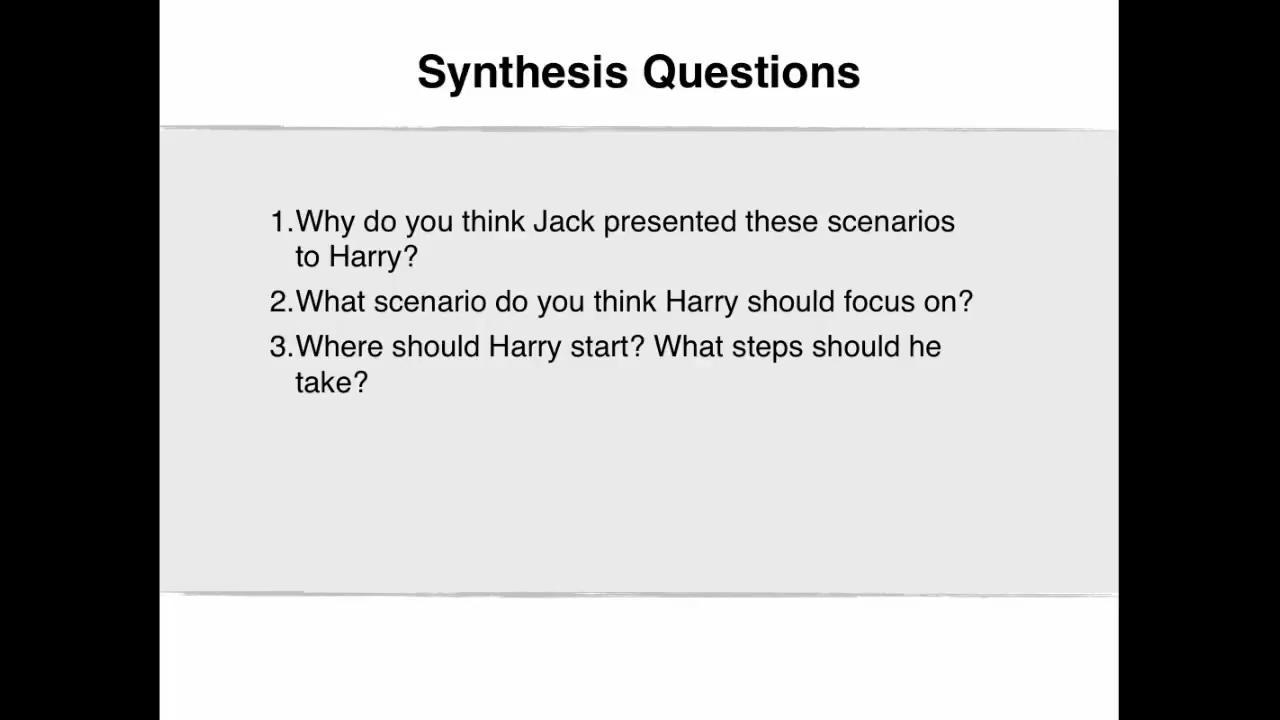 Synthesis Questions
1.Why do you think Jack presented these scenarios
to Harry?
2.What scenario do you think Harry should focus on?
3.Where should Harry start? What steps should he
take?